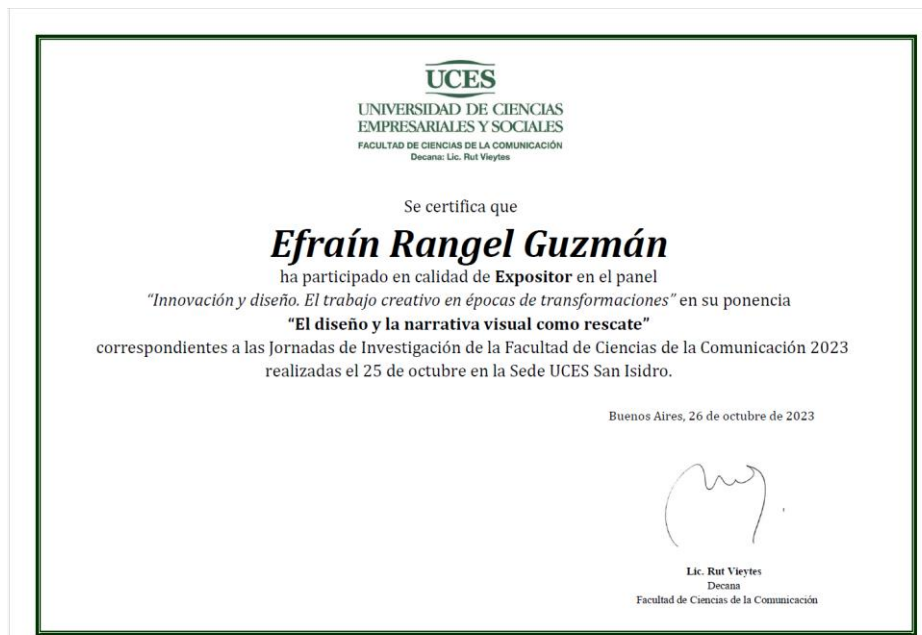 UCES
UNIVERSIDAD DE CIENCIAS
EMPRESARIALES Y SOCIALES
FACULTAD DE CIENCIAS DE LA COMUNICACIÓN
Decana: Lic. Rut Vieytes
Se certifica que
Efraín Rangel Guzmán
ha participado en calidad de Expositor en el panel
“Innovación y diseño. El trabajo creativo en épocas de transformaciones” en su ponencia
“El diseño y la narrativa visual como rescate”
correspondientes a las Jornadas de Investigación de la Facultad de Ciencias de la Comunicación 2023
realizadas el 25 de octubre en la Sede UCES San Isidro.
Buenos Aires, 26 de octubre de 2023
Lic. Rut Vieytes
Decana
Facultad de Ciencias de la Comunicación